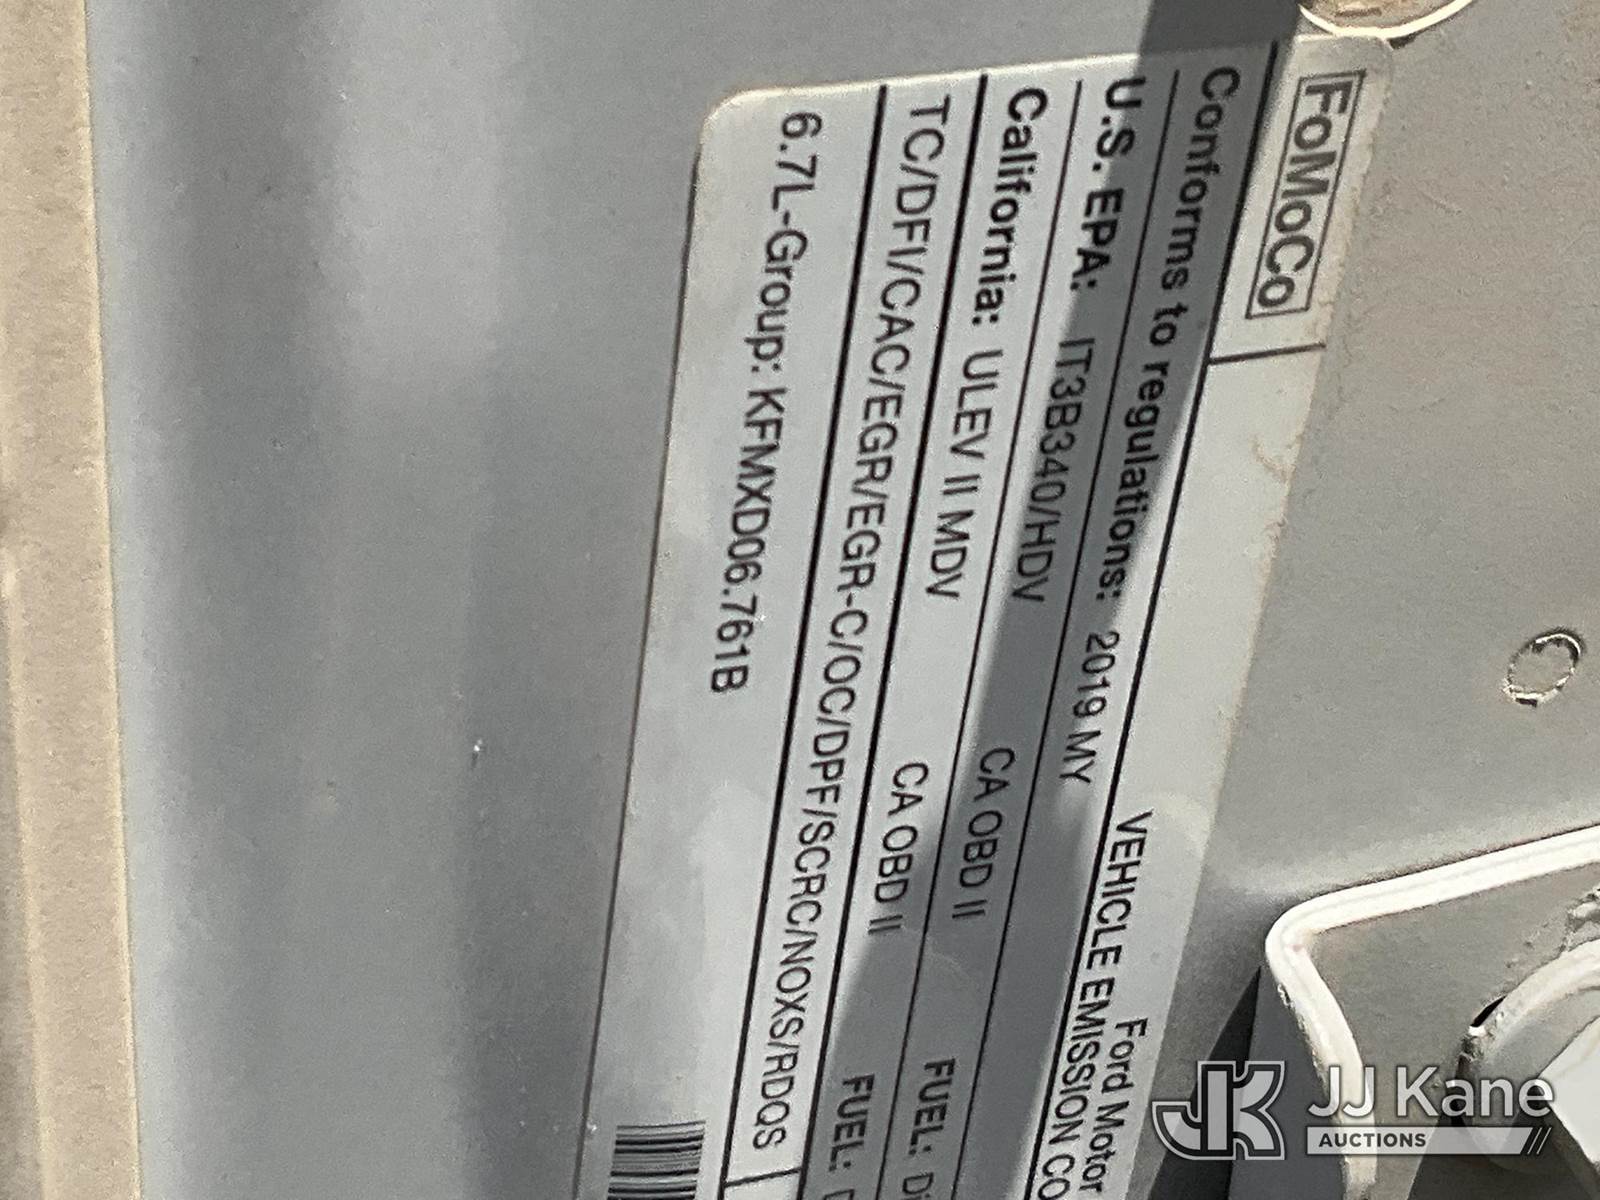 FoMoCo
Ford Motor
VEHICLE EMISSION CO
Conforms to regulations: 2019 MY
U.S. EPA: IT3B340/HDV CA OBD II FUEL:
California: ULEV II MDV CA OBD II FUEL:
TC/DFI/CAC/EGR/EGR-C/OC/DPF/SCRC/NOXS/RDQS
6.7L-Group: KFMXD06.761B
JK JJ Kane
AUCTIONS